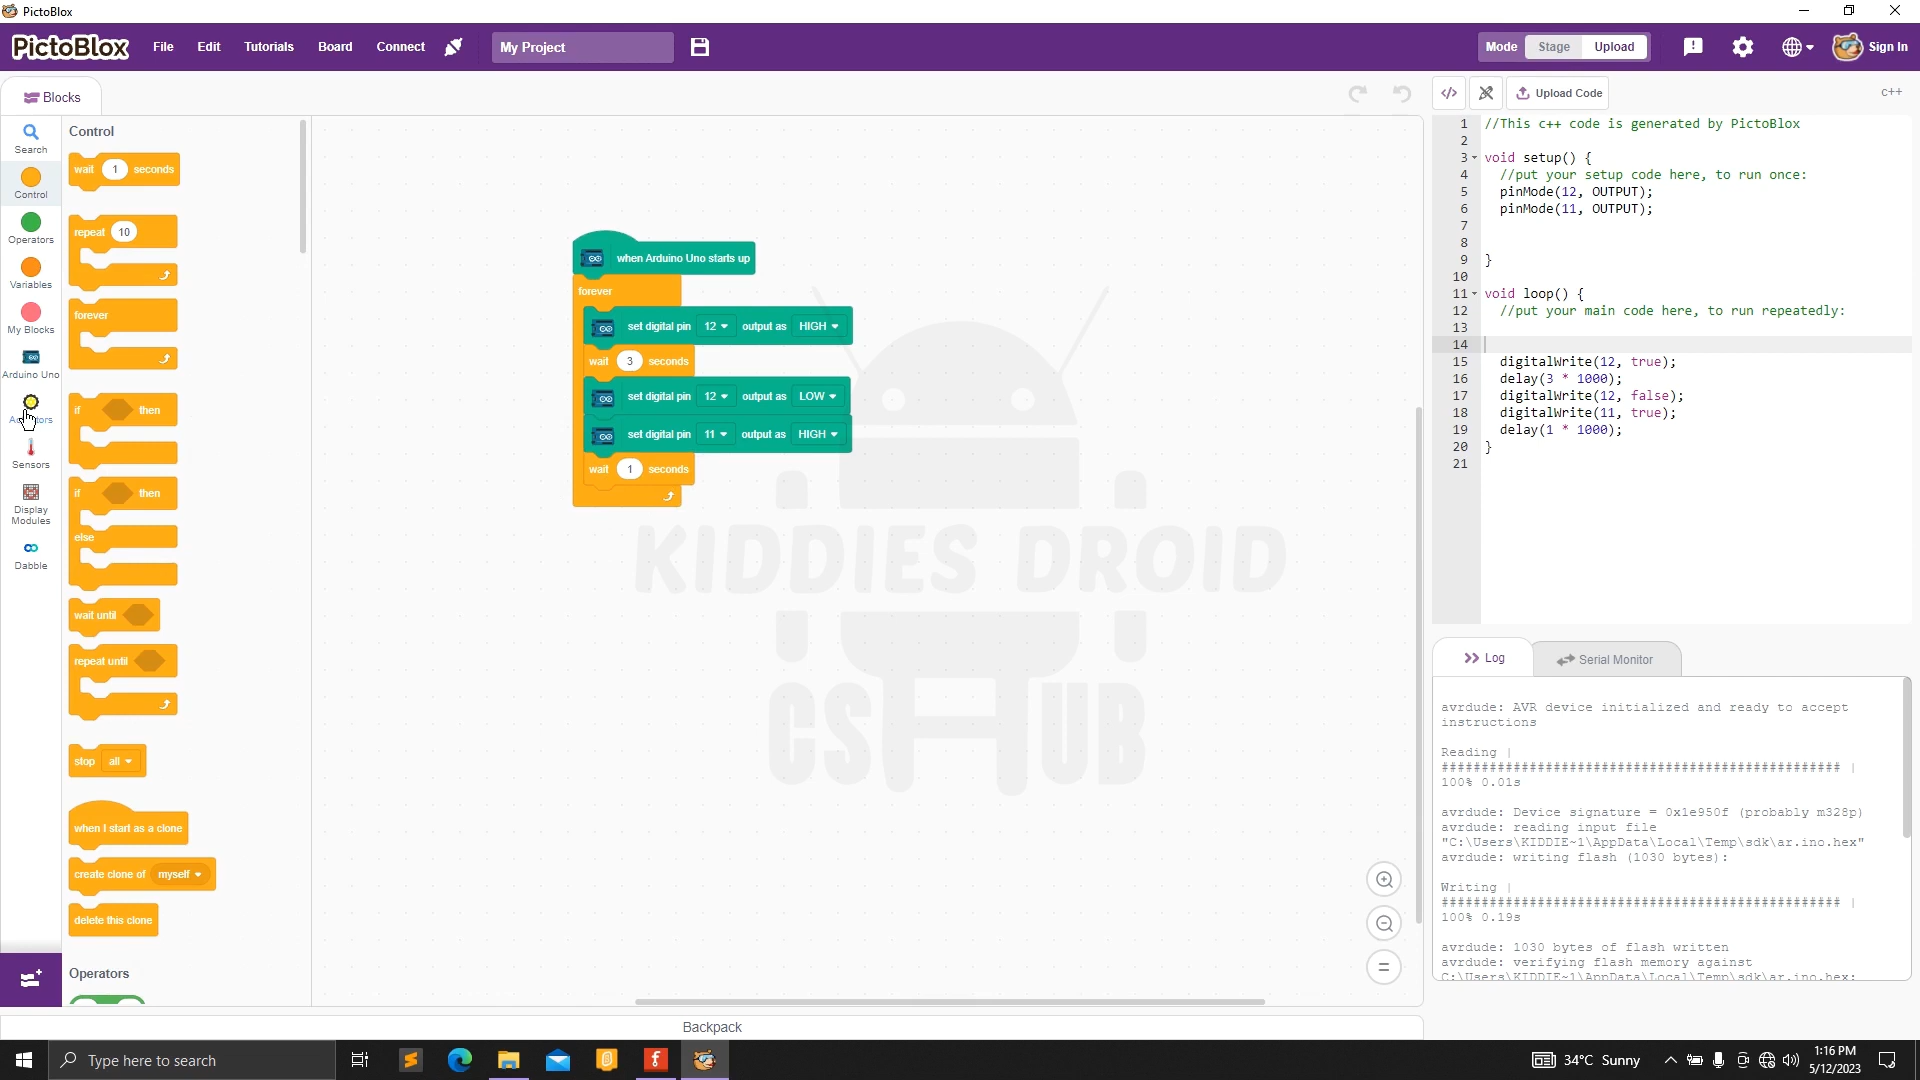 PictoBlox
PictoBlox File Edit Tutorials Board Connect My Project Mode Stage Upload Sign In
Blocks
Upload Code
c++
Search
Control
Operators
Variables
My Blocks
Arduino Uno
Sensors
Display
Modules
Dabble
Control
wait 1 seconds
repeat 10
forever
if then
if then
else
wait until
repeat until
stop all
when I start as a clone
create clone of myself
delete this clone
Operators
when Arduino Uno starts up
forever
set digital pin 12 output as HIGH
wait 3 seconds
set digital pin 12 output as LOW
set digital pin 11 output as HIGH
wait 1 seconds
KIDDIES DROID
CS HUB
1 //This c++ code is generated by PictoBlox
2
3 void setup() {
4 //put your setup code here, to run once:
5 pinMode(12, OUTPUT);
6 pinMode(11, OUTPUT);
7
8
9 }
10
11 void loop() {
12 //put your main code here, to run repeatedly:
13
14
15 digitalWrite(12, true);
16 delay(3 * 1000);
17 digitalWrite(12, false);
18 digitalWrite(11, true);
19 delay(1 * 1000);
20 }
21
Log Serial Monitor
avrdude: AVR device initialized and ready to accept
instructions
Reading |
################################################## |
100% 0.01s
avrdude: Device signature = 0x1e950f (probably m328p)
avrdude: reading input file
"C:\Users\KIDDIE~1\AppData\Local\Temp\sdk\ar.ino.hex"
avrdude: writing flash (1030 bytes):
Writing |
################################################## |
100% 0.19s
avrdude: 1030 bytes of flash written
avrdude: verifying flash memory against
C:\Users\KIDDIE~1\AppData\Local\Temp\sdk\ar.ino.hex:
Backpack
Type here to search
34°C Sunny
1:16 PM
5/12/2023